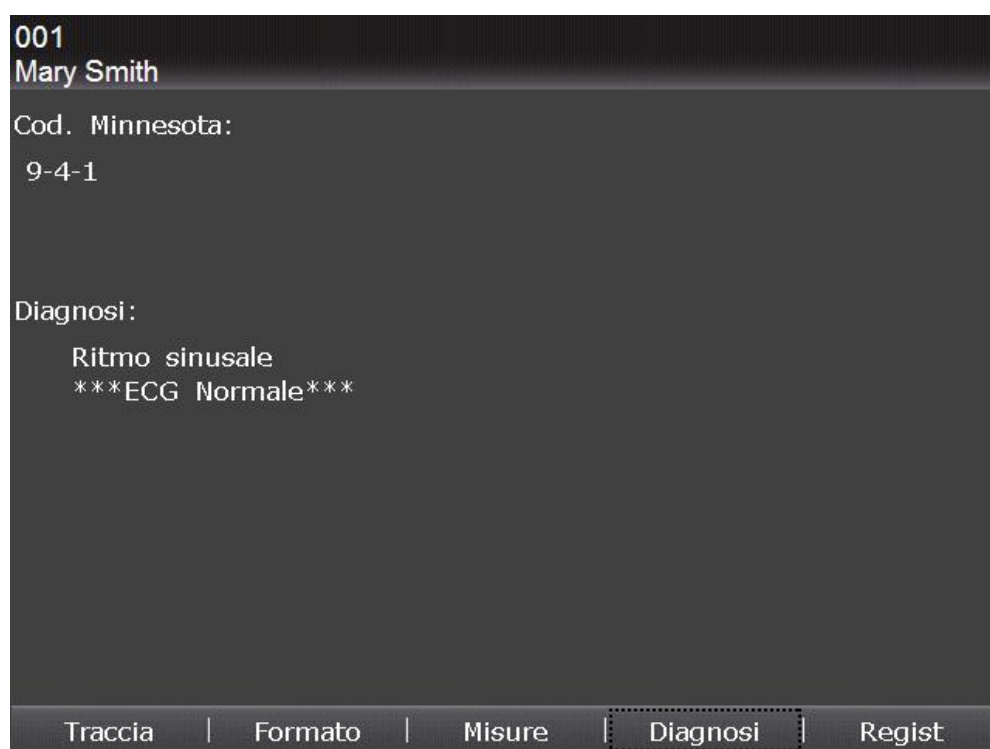 001
Mary Smith
Cod. Minnesota:
9-4-1
Diagnosi:
Ritmo sinusale
***ECG Normale***
Traccia | Formato | Misure | Diagnosi | Regist